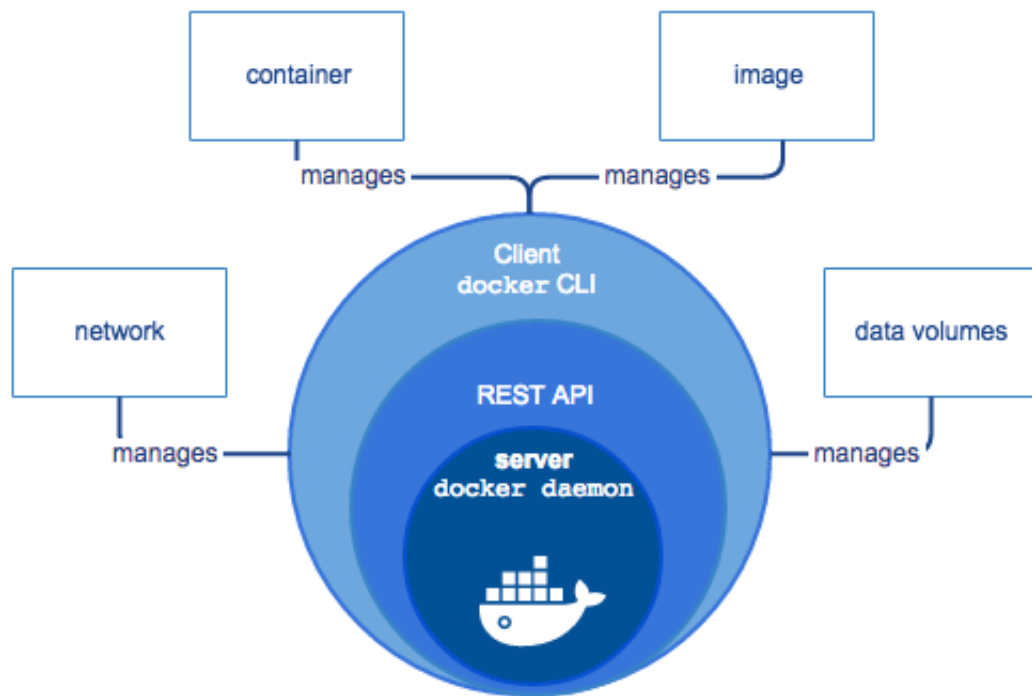 container
image
manages
manages
Client
docker CLI
network
data volumes
REST API
manages
manages
server
docker daemon